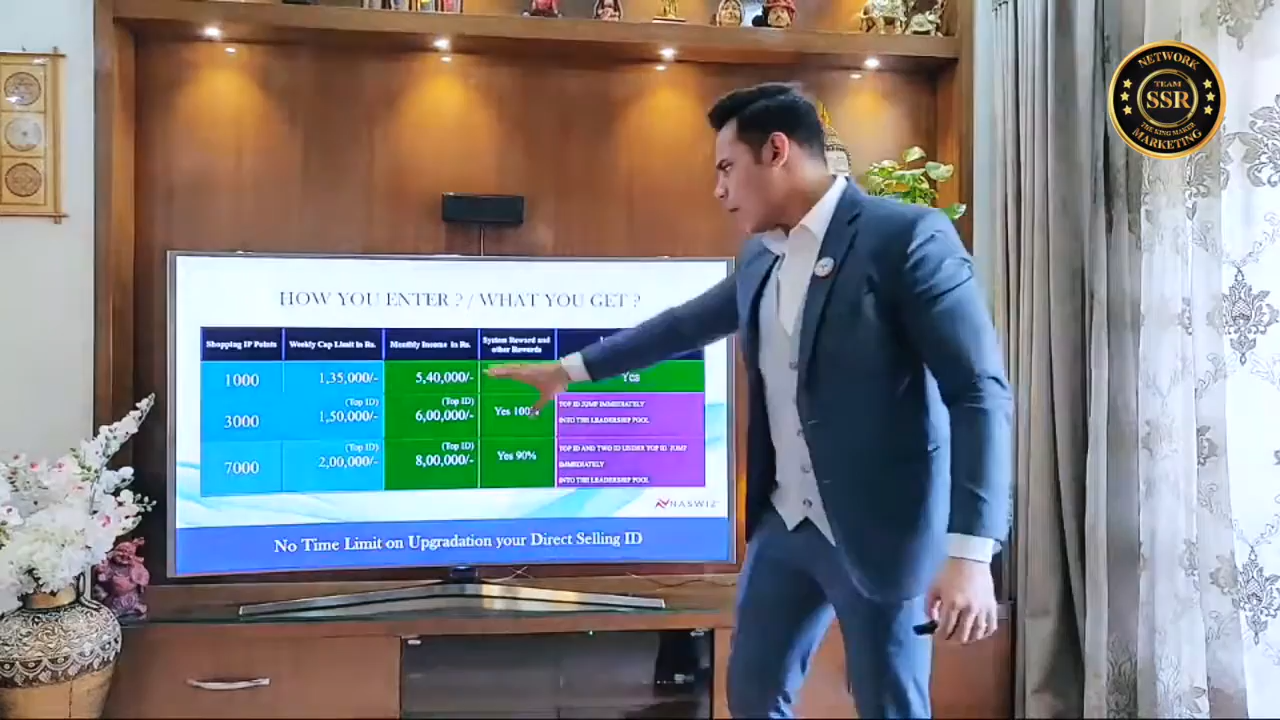 NETWORK
TEAM
SSR
THE KING MAKER
MARKETING
HOW YOU ENTER ? / WHAT YOU GET ?
Shopping IP Points
Weekly Cap Limit in Rs.
Monthly Income in Rs.
System Reward and
other Rewards
1000
1,35,000/-
5,40,000/-
Yes
3000
(Top ID)
1,50,000/-
(Top ID)
6,00,000/-
Yes 100%
TOP ID JUMP IMMEDIATELY
INTO THE LEADERSHIP POOL
7000
(Top ID)
2,00,000/-
(Top ID)
8,00,000/-
Yes 90%
TOP ID AND TWO ID UNDER TOP ID JUMP
IMMEDIATELY
INTO THE LEADERSHIP POOL
NASWIZ
No Time Limit on Upgradation your Direct Selling ID